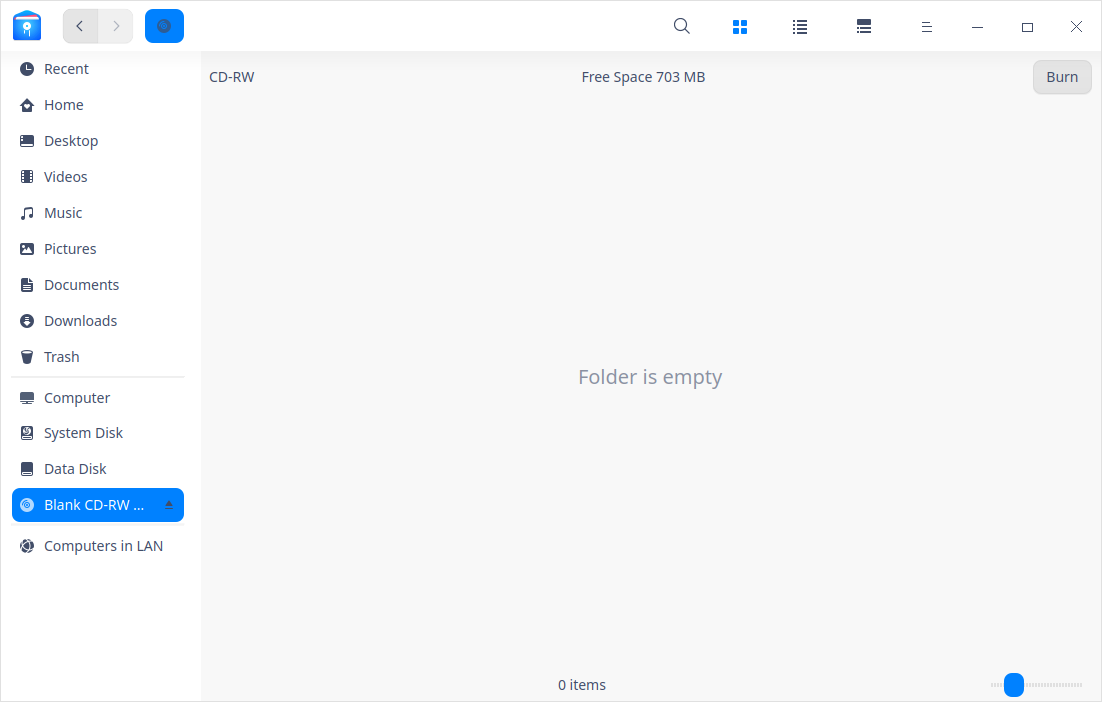 Recent
Home
Desktop
Videos
Music
Pictures
Documents
Downloads
Trash
Computer
System Disk
Data Disk
Blank CD-RW ...
Computers in LAN
CD-RW
Free Space 703 MB
Burn
Folder is empty
0 items